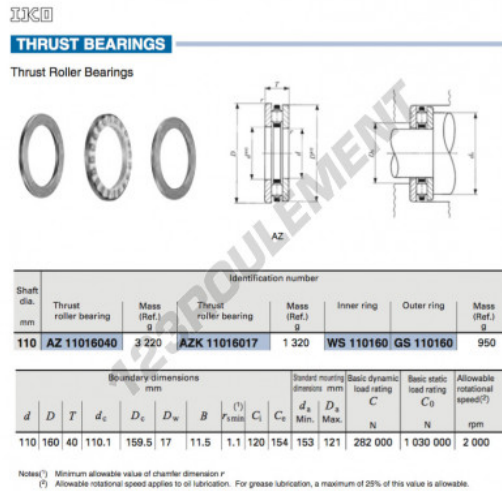 IKO
THRUST BEARINGS
Thrust Roller Bearings
T
r
r
D
dc
d
Dc
Da
da
AZ
123ROULEMENT
Identification number
Shaft dia. mm
Thrust roller bearing
Mass (Ref.) g
Thrust roller bearing
Mass (Ref.) g
Inner ring
Outer ring
Mass (Ref.) g
110 AZ 11016040 3 220 AZK 11016017 1 320 WS 110160 GS 110160 950
Boundary dimensions mm
Standard mounting dimensions mm
Basic dynamic load rating C N
Basic static load rating C0 N
Allowable rotational speed(2) rpm
d D T dc Dc Dw B rs min(1) Ci Ce da Min. Da Max.
110 160 40 110.1 159.5 17 11.5 1.1 120 154 153 121 282 000 1 030 000 2 000
Notes(1) Minimum allowable value of chamfer dimension r
(2) Allowable rotational speed applies to oil lubrication. For grease lubrication, a maximum of 25% of this value is allowable.